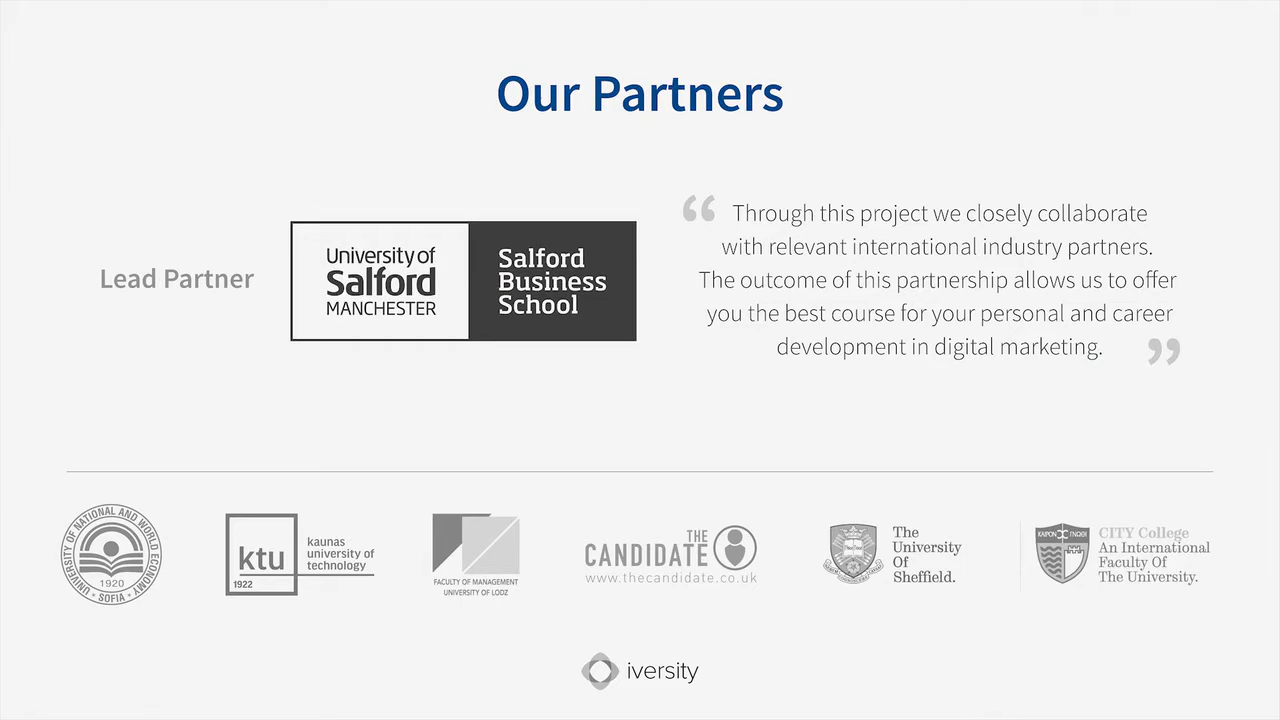 Our Partners
Lead Partner
University of
Salford
MANCHESTER
Salford
Business
School
“ Through this project we closely collaborate
with relevant international industry partners.
The outcome of this partnership allows us to offer
you the best course for your personal and career
development in digital marketing. ”
UNIVERSITY OF NATIONAL AND WORLD ECONOMY
1920
• SOFIA •
ktu
1922
kaunas
university of
technology
FACULTY OF MANAGEMENT
UNIVERSITY OF LODZ
THE
CANDIDATE
www.thecandidate.co.uk
The
University
Of
Sheffield.
CITY College
An International
Faculty Of
The University.
iversity